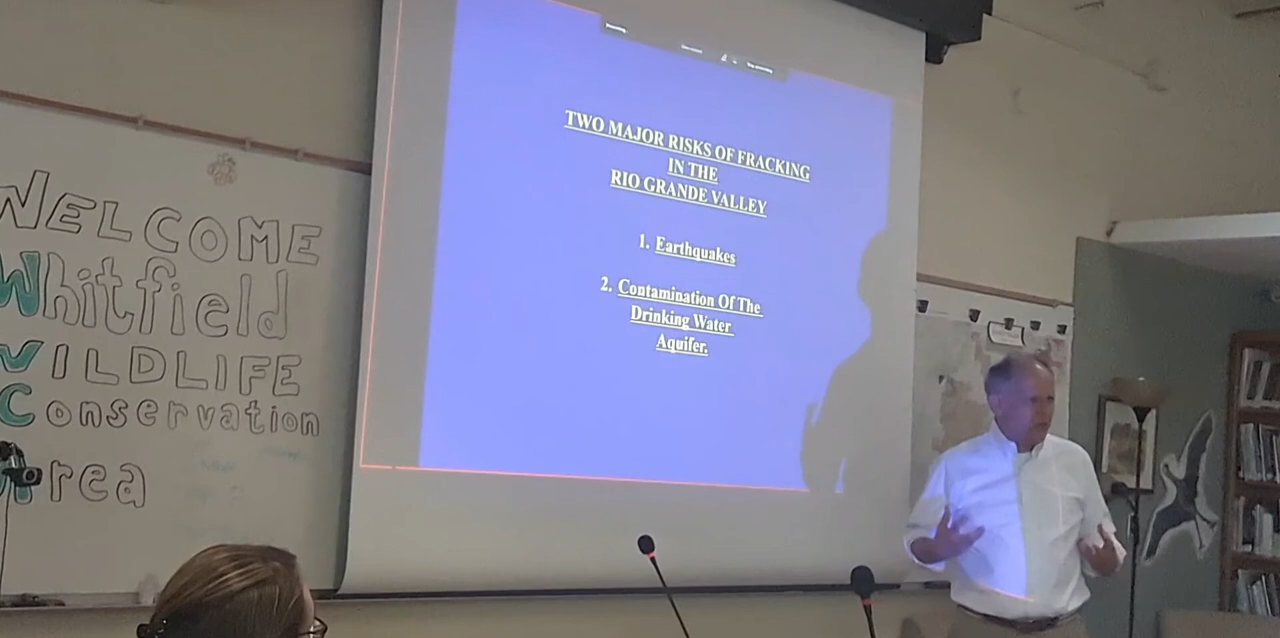 WELCOME
Whitfield
WILDLIFE
Conservation
Area
TWO MAJOR RISKS OF FRACKING
IN THE
RIO GRANDE VALLEY
1. Earthquakes
2. Contamination Of The
Drinking Water
Aquifer.